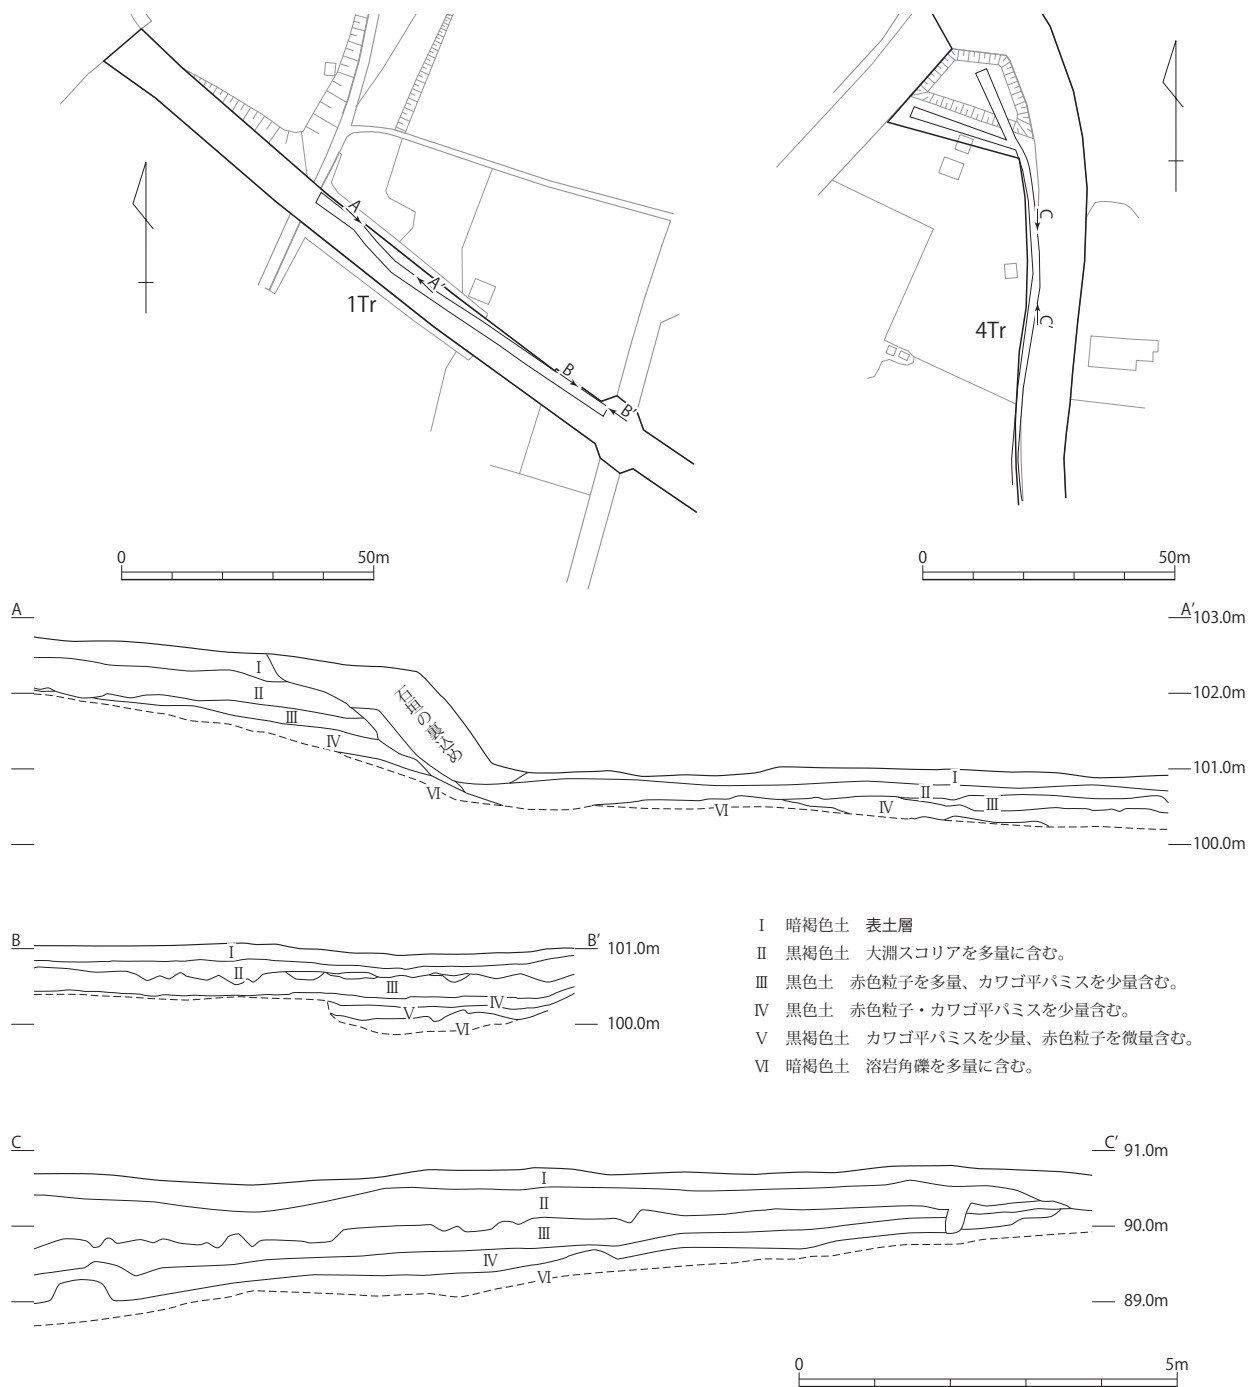 A
A′
1Tr
B
B′
C
C′
4Tr
0 50m
0 50m
A A′
103.0m
102.0m
101.0m
100.0m
Ⅰ
Ⅱ
Ⅲ
Ⅳ
Ⅵ
石垣の裏込め
Ⅰ
Ⅱ
Ⅲ
Ⅳ
Ⅵ
B B′
101.0m
100.0m
Ⅰ
Ⅱ
Ⅲ
Ⅳ
Ⅴ
Ⅵ
Ⅰ 暗褐色土 表土層
Ⅱ 黒褐色土 大淵スコリアを多量に含む。
Ⅲ 黒色土 赤色粒子を多量、カワゴ平パミスを少量含む。
Ⅳ 黒色土 赤色粒子・カワゴ平パミスを少量含む。
Ⅴ 黒褐色土 カワゴ平パミスを少量、赤色粒子を微量含む。
Ⅵ 暗褐色土 溶岩角礫を多量に含む。
C C′
91.0m
90.0m
89.0m
Ⅰ
Ⅱ
Ⅲ
Ⅳ
Ⅵ
0 5m